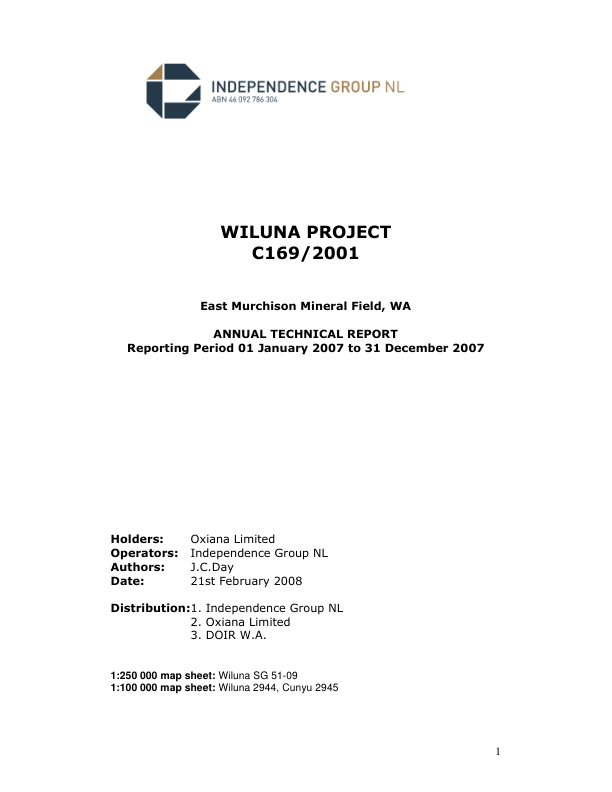 INDEPENDENCE GROUP NL
ABN 46 092 786 304
WILUNA PROJECT
C169/2001
East Murchison Mineral Field, WA
ANNUAL TECHNICAL REPORT
Reporting Period 01 January 2007 to 31 December 2007
Holders: Oxiana Limited
Operators: Independence Group NL
Authors: J.C.Day
Date: 21st February 2008
Distribution:1. Independence Group NL
2. Oxiana Limited
3. DOIR W.A.
1:250 000 map sheet: Wiluna SG 51-09
1:100 000 map sheet: Wiluna 2944, Cunyu 2945
1